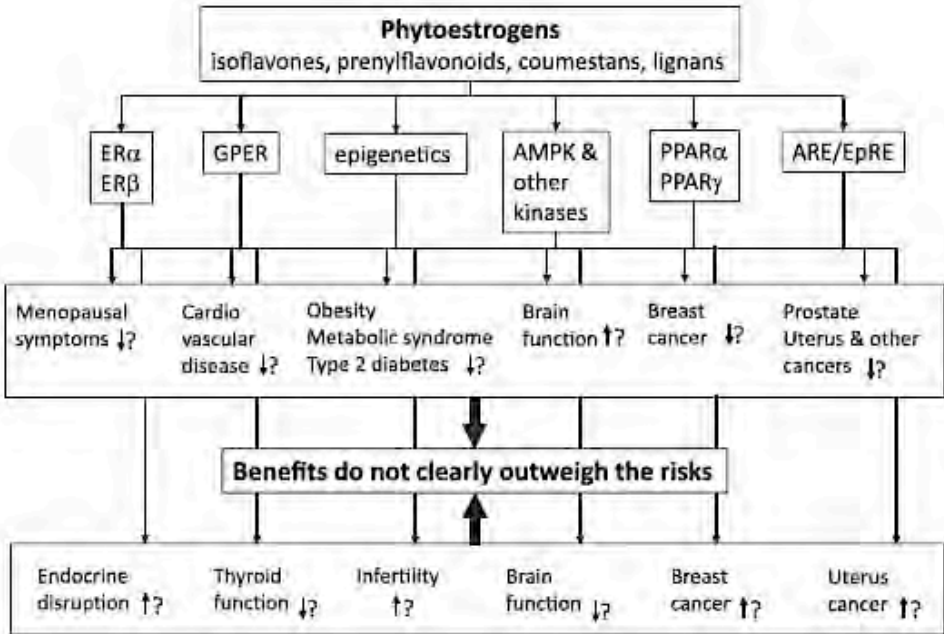 Phytoestrogens
isoflavones, prenylflavonoids, coumestans, lignans
ERα
ERβ
GPER
epigenetics
AMPK &
other
kinases
PPARα
PPARγ
ARE/EpRE
Menopausal
symptoms ↓?
Cardio
vascular
disease ↓?
Obesity
Metabolic syndrome
Type 2 diabetes ↓?
Brain
function ↑?
Breast
cancer ↓?
Prostate
Uterus & other
cancers ↓?
Benefits do not clearly outweigh the risks
Endocrine
disruption ↑?
Thyroid
function ↓?
Infertility
↑?
Brain
function ↓?
Breast
cancer ↑?
Uterus
cancer ↑?